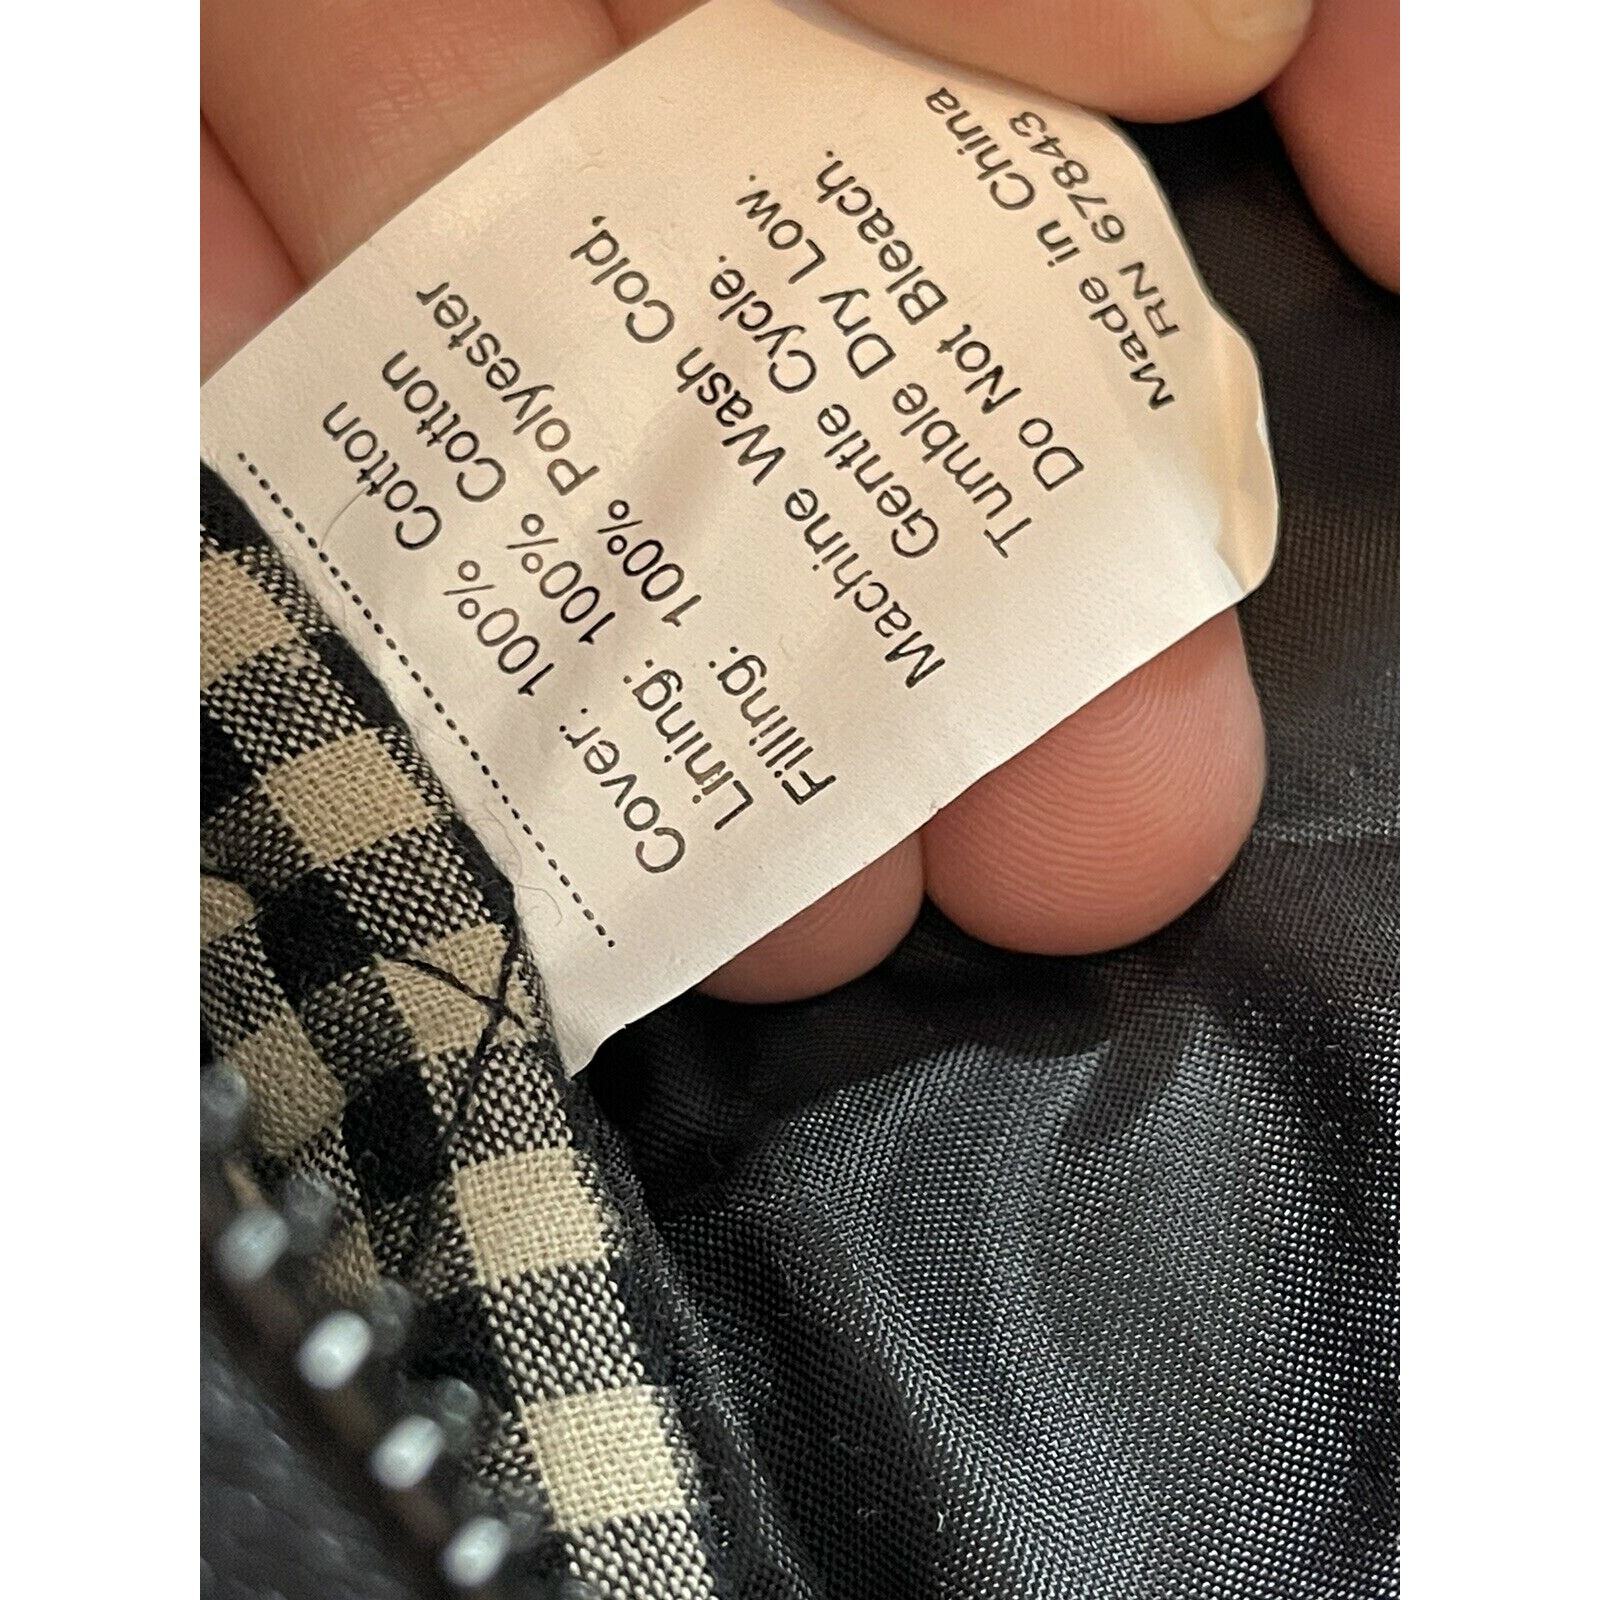 Cover: 100% Cotton
Lining: 100% Cotton
Filling: 100% Polyester
Machine Wash Cold,
Gentle Cycle.
Tumble Dry Low.
Do Not Bleach.
Made in China
RN 67843